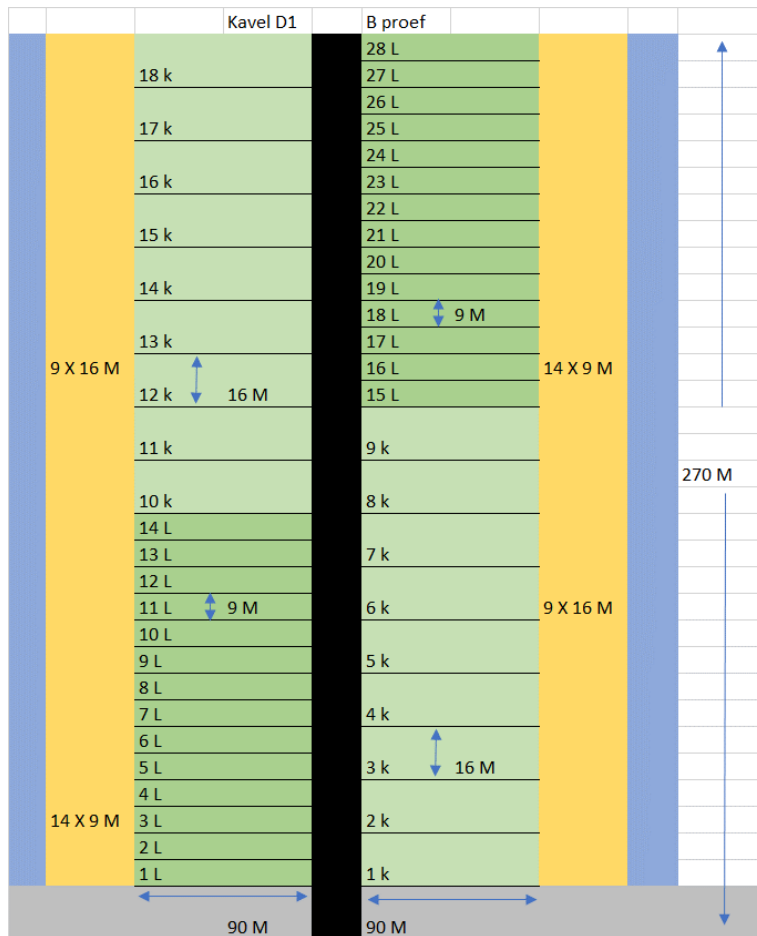 Kavel D1 B proef
28 L
18 k 27 L
26 L
17 k 25 L
24 L
16 k 23 L
22 L
15 k 21 L
20 L
14 k 19 L
18 L 9 M
13 k 17 L
9 X 16 M 16 L 14 X 9 M
12 k 16 M 15 L
11 k 9 k
270 M
10 k 8 k
14 L
13 L 7 k
12 L
11 L 9 M 6 k 9 X 16 M
10 L
9 L 5 k
8 L
7 L 4 k
6 L
5 L 3 k 16 M
4 L
14 X 9 M 3 L 2 k
2 L
1 L 1 k
90 M 90 M